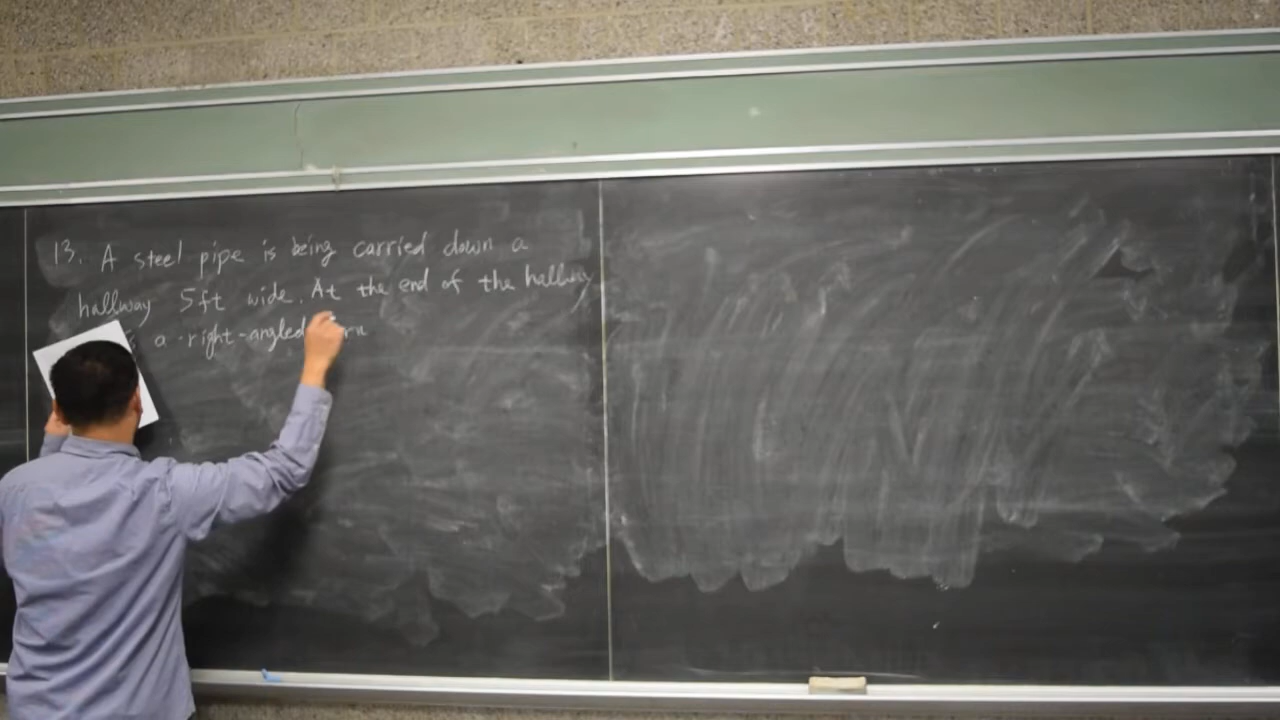 13. A steel pipe is being carried down a
hallway 5ft wide. At the end of the hallway
a right-angled